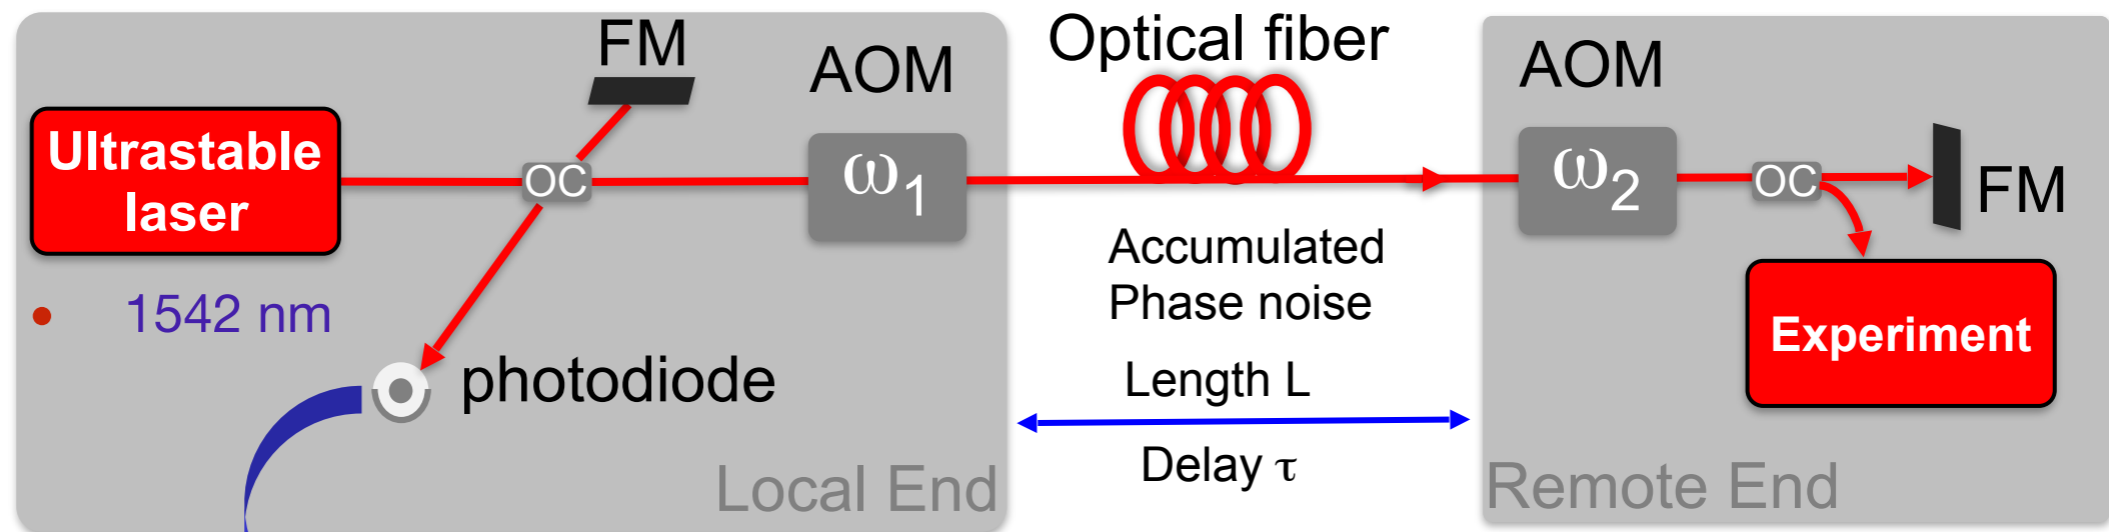 FM
AOM
Optical fiber
AOM
Ultrastable
laser
OC
ω1
ω2
OC
FM
• 1542 nm
photodiode
Accumulated
Phase noise
Length L
Delay τ
Experiment
Local End
Remote End